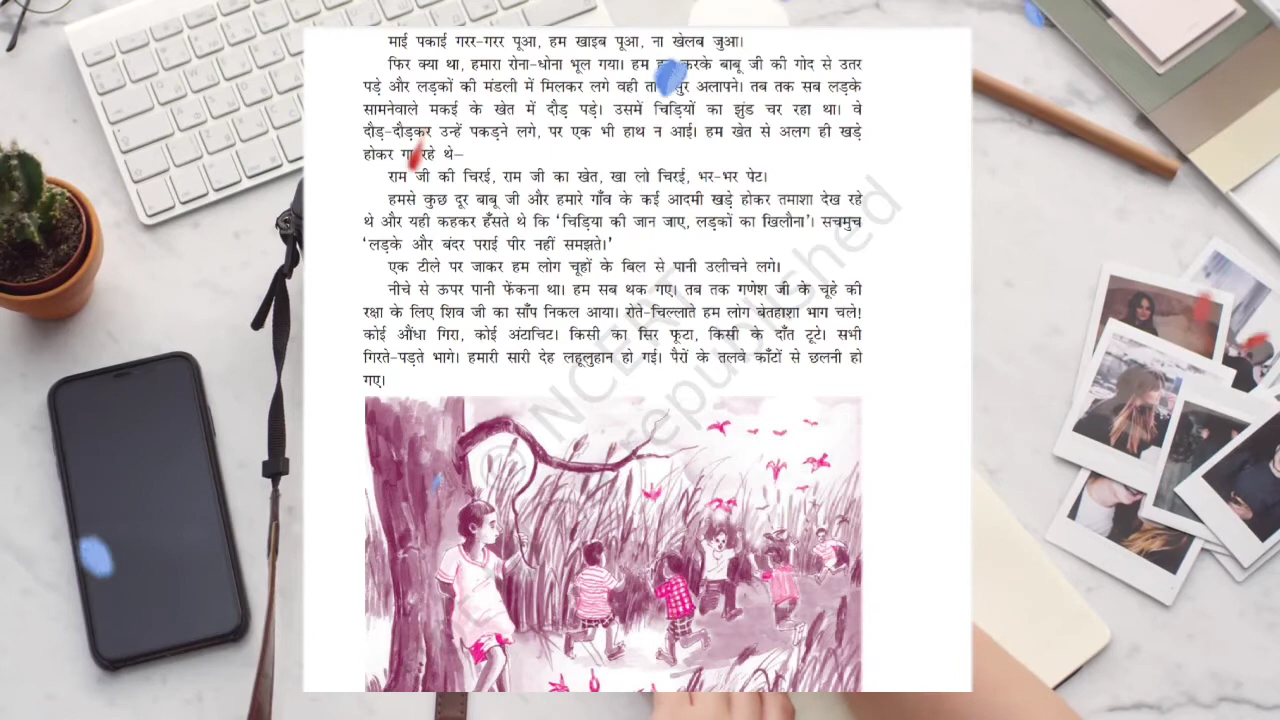 माई पकाई गरर-गरर पूआ, हम खाइब पूआ, ना खेलब जुआ।
फिर क्या था, हमारा रोना-धोना भूल गया। हम करके बाबू जी की गोद से उतर
पड़े और लड़कों की मंडली में मिलकर लगे वही सुर अलापने। तब तक सब लड़के
सामनेवाले मकई के खेत में दौड़ पड़े। उसमें चिड़ियों का झुंड चर रहा था। वे
दौड़-दौड़कर उन्हें पकड़ने लगे, पर एक भी हाथ न आई। हम खेत से अलग ही खड़े
होकर गा रहे थे–
राम जी की चिरई, राम जी का खेत, खा लो चिरई, भर-भर पेट।
हमसे कुछ दूर बाबू जी और हमारे गाँव के कई आदमी खड़े होकर तमाशा देख रहे
थे और यही कहकर हँसते थे कि ‘चिड़िया की जान जाए, लड़कों का खिलौना’। सचमुच
‘लड़के और बंदर पराई पीर नहीं समझते।’
एक टीले पर जाकर हम लोग चूहों के बिल से पानी उलीचने लगे।
नीचे से ऊपर पानी फेंकना था। हम सब थक गए। तब तक गणेश जी के चूहे की
रक्षा के लिए शिव जी का साँप निकल आया। रोते-चिल्लाते हम लोग बेतहाशा भाग चले!
कोई औंधा गिरा, कोई अंटाचिट। किसी का सिर फूटा, किसी के दाँत टूटे। सभी
गिरते-पड़ते भागे। हमारी सारी देह लहूलुहान हो गई। पैरों के तलवे काँटों से छलनी हो
गए।
© NCERT
republished